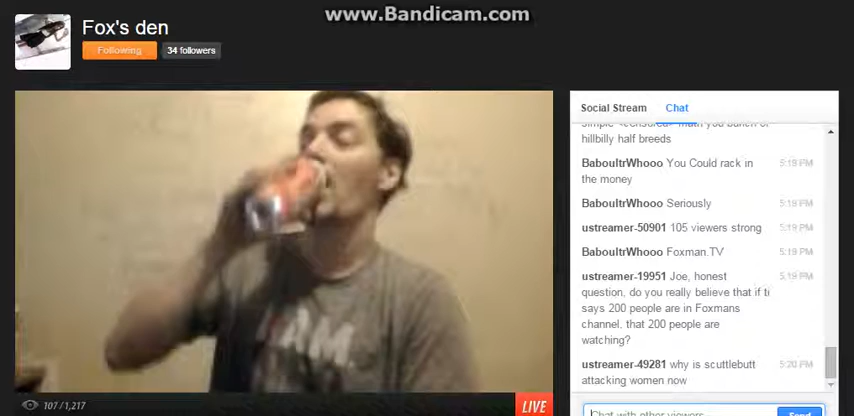 www.Bandicam.com
Fox's den
Following
34 followers
Social Stream Chat
hillbilly half breeds
BaboultrWhooo You Could rack in 5:19 PM
the money
BaboultrWhooo Seriously 5:19 PM
ustreamer-50901 105 viewers strong 5:19 PM
BaboultrWhooo Foxman.TV 5:19 PM
ustreamer-19951 Joe, honest 5:19 PM
question, do you really believe that if ti
says 200 people are in Foxmans
channel, that 200 people are
watching?
ustreamer-49281 why is scuttlebutt 5:20 PM
attacking women now
AM
107 / 1,217
LIVE
Chat with other viewers
Send